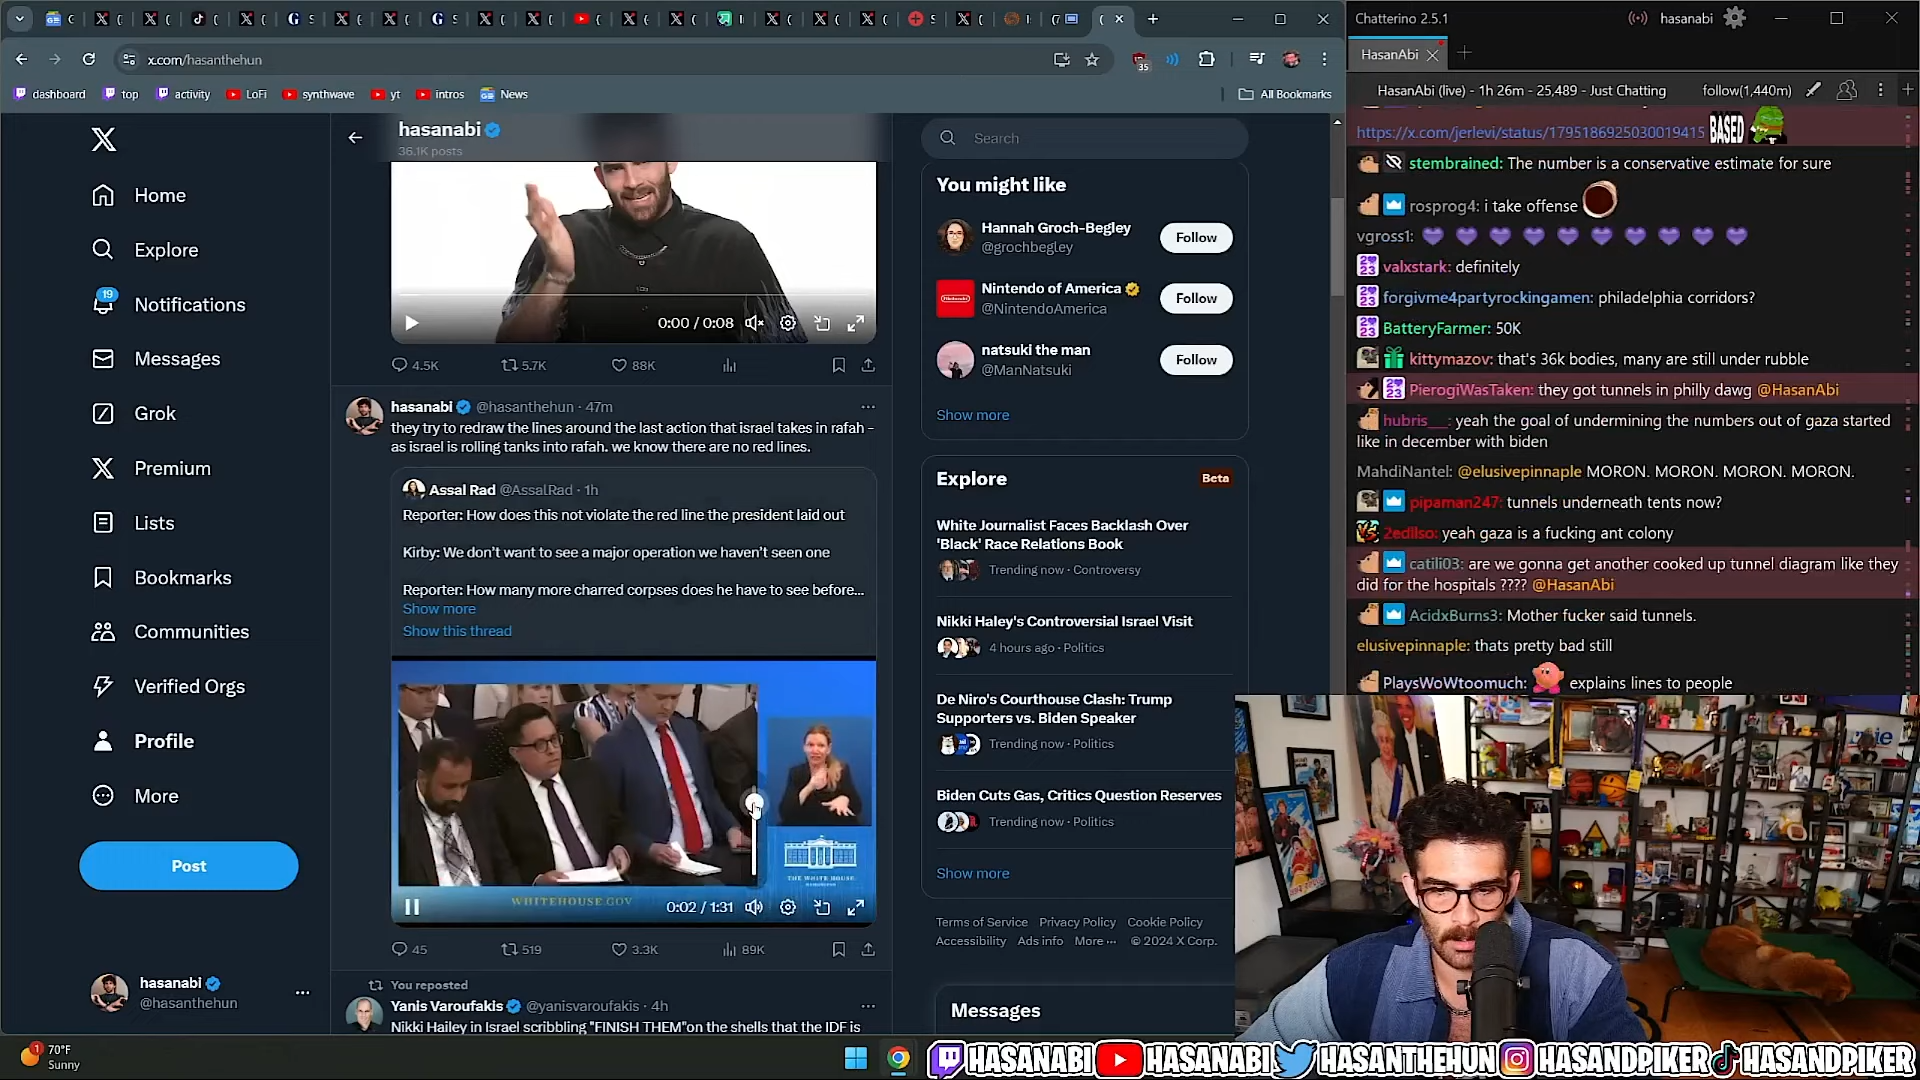 x.com/hasanthehun
35
dashboard
top
activity
LoFi
synthwave
yt
intros
News
All Bookmarks
Home
Explore
19
Notifications
Messages
Grok
Premium
Lists
Bookmarks
Communities
Verified Orgs
Profile
More
Post
hasanabi
@hasanthehun
hasanabi
36.1K posts
0:00 / 0:08
4.5K
5.7K
88K
hasanabi @hasanthehun · 47m
they try to redraw the lines around the last action that israel takes in rafah -
as israel is rolling tanks into rafah. we know there are no red lines.
Assal Rad @AssalRad · 1h
Reporter: How does this not violate the red line the president laid out
Kirby: We don't want to see a major operation we haven't seen one
Reporter: How many more charred corpses does he have to see before...
Show more
Show this thread
THE WHITE HOUSE
WHITEHOUSE.GOV
0:02 / 1:31
45
519
3.3K
89K
You reposted
Yanis Varoufakis @yanisvaroufakis · 4h
Nikki Hailey in Israel scribbling "FINISH THEM"on the shells that the IDF is
Search
You might like
Hannah Groch-Begley
@grochbegley
Follow
Nintendo of America
@NintendoAmerica
Follow
natsuki the man
@ManNatsuki
Follow
Show more
Explore
Beta
White Journalist Faces Backlash Over
'Black' Race Relations Book
Trending now · Controversy
Nikki Haley's Controversial Israel Visit
4 hours ago · Politics
De Niro's Courthouse Clash: Trump
Supporters vs. Biden Speaker
Trending now · Politics
Biden Cuts Gas, Critics Question Reserves
Trending now · Politics
Show more
Terms of Service Privacy Policy Cookie Policy
Accessibility Ads info More ··· © 2024 X Corp.
Messages
Chatterino 2.5.1
hasanabi
HasanAbi
HasanAbi (live) - 1h 26m - 25,489 - Just Chatting
follow(1,440m)
https://x.com/jerlevi/status/1795186925030019415 BASED
stembrained: The number is a conservative estimate for sure
rosprog4: i take offense
vgross1:
valxstark: definitely
forgivme4partyrockingamen: philadelphia corridors?
BatteryFarmer: 50K
kittymazov: that's 36k bodies, many are still under rubble
PierogiWasTaken: they got tunnels in philly dawg @HasanAbi
hubris___: yeah the goal of undermining the numbers out of gaza started
like in december with biden
MahdiNantel: @elusivepinnaple MORON. MORON. MORON. MORON.
pipaman247: tunnels underneath tents now?
2edllso: yeah gaza is a fucking ant colony
catili03: are we gonna get another cooked up tunnel diagram like they
did for the hospitals ???? @HasanAbi
AcidxBurns3: Mother fucker said tunnels.
elusivepinnaple: thats pretty bad still
PlaysWoWtoomuch: explains lines to people
1
70°F
Sunny
HASANABI HASANABI HASANTHEHUN HASANDPIKER HASANDPIKER